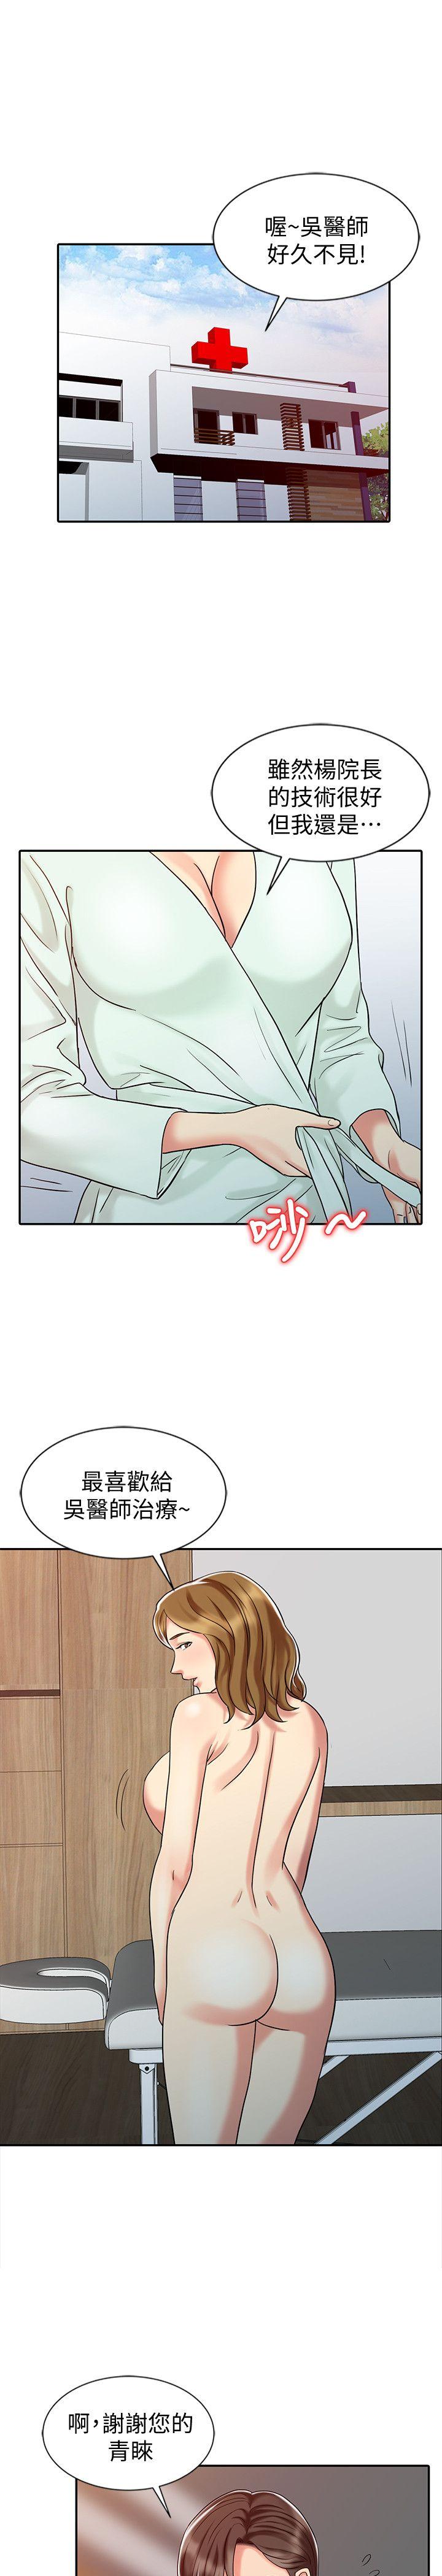 喔~吳醫師
好久不見!
雖然楊院長
的技術很好
但我還是⋯
唦~
最喜歡給
吳醫師治療~
啊,謝謝您的
青睞